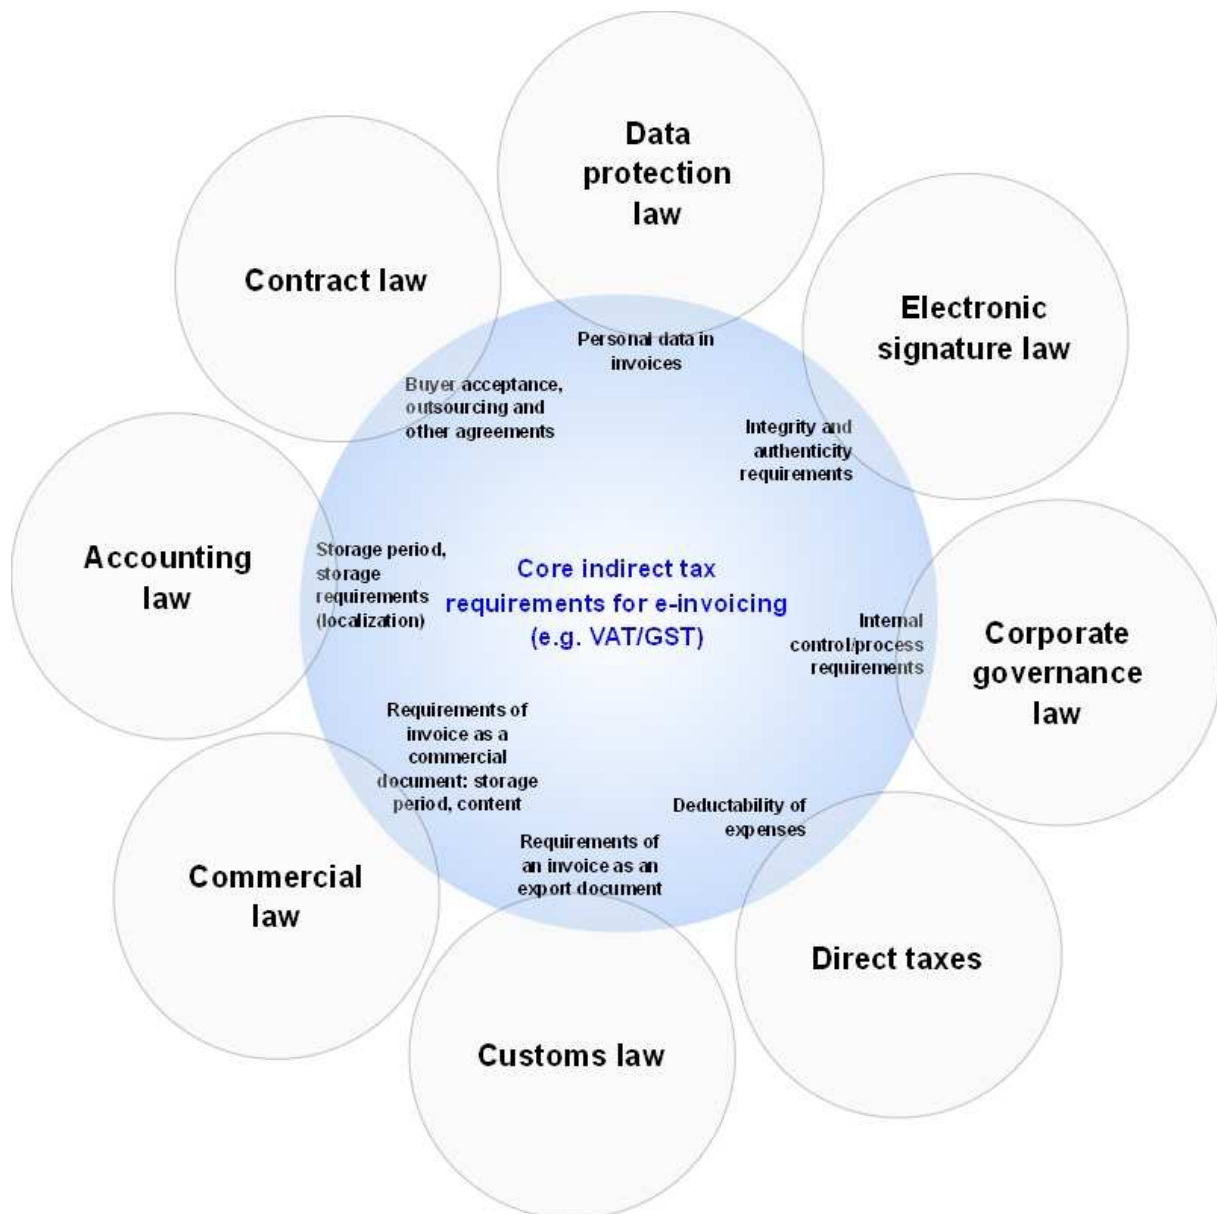 Data
protection
law
Contract law
Electronic
signature law
Personal data in
invoices
Buyer acceptance,
outsourcing and
other agreements
Integrity and
authenticity
requirements
Accounting
law
Storage period,
storage
requirements
(localization)
Core indirect tax
requirements for e-invoicing
(e.g. VAT/GST)
Internal
control/process
requirements
Corporate
governance
law
Requirements of
invoice as a
commercial
document: storage
period, content
Deductability of
expenses
Requirements of
an invoice as an
export document
Commercial
law
Direct taxes
Customs law